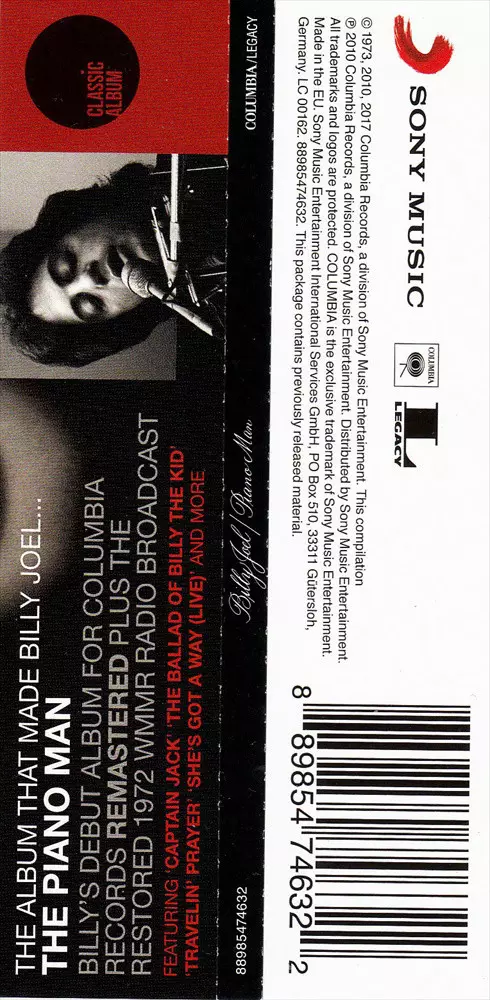 CLASSIC
ALBUM
THE ALBUM THAT MADE BILLY JOEL...
THE PIANO MAN
BILLY'S DEBUT ALBUM FOR COLUMBIA
RECORDS REMASTERED PLUS THE
RESTORED 1972 WMMR RADIO BROADCAST
FEATURING 'CAPTAIN JACK' 'THE BALLAD OF BILLY THE KID'
'TRAVELIN' PRAYER' 'SHE'S GOT A WAY (LIVE)' AND MORE
COLUMBIA/LEGACY
Billy Joel / Piano Man
88985474632
SONY MUSIC
COLUMBIA
L
LEGACY
© 1973, 2010, 2017 Columbia Records, a division of Sony Music Entertainment. This compilation
℗ 2010 Columbia Records, a division of Sony Music Entertainment. Distributed by Sony Music Entertainment.
All trademarks and logos are protected. COLUMBIA is the exclusive trademark of Sony Music Entertainment.
Made in the EU. Sony Music Entertainment International Services GmbH, PO Box 510, 33311 Gütersloh,
Germany. LC 00162. 88985474632. This package contains previously released material.
8 89854 74632 2